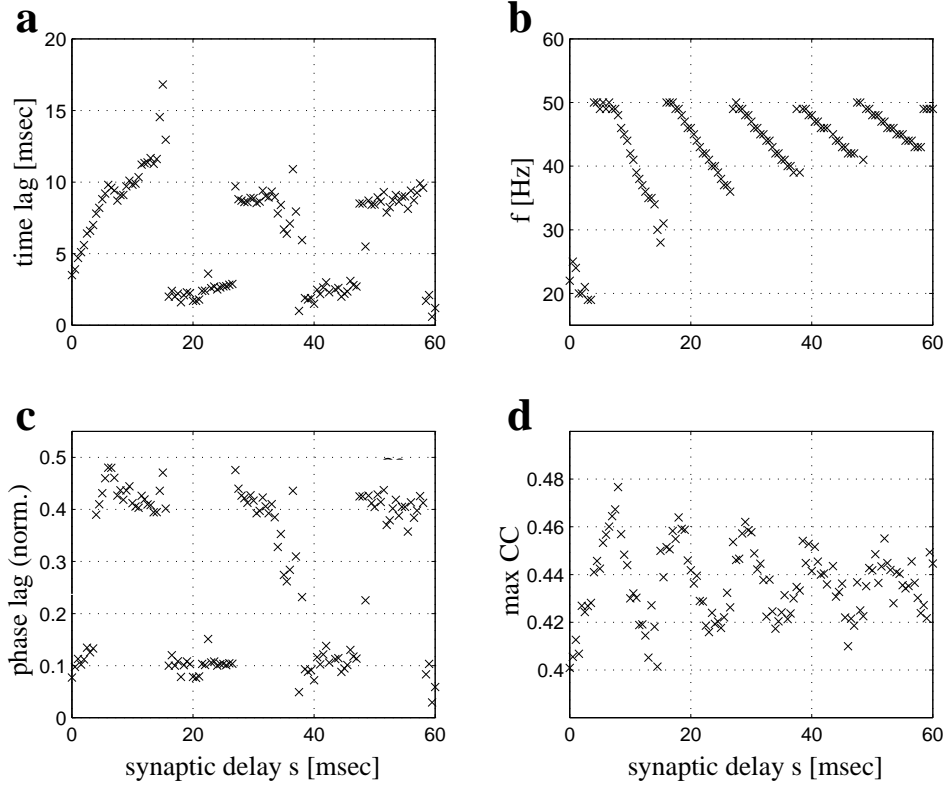 a
20
15
10
5
0
time lag [msec]
0 20 40 60
b
60
50
40
30
20
f [Hz]
0 20 40 60
c
0.5
0.4
0.3
0.2
0.1
0
phase lag (norm.)
0 20 40 60
synaptic delay s [msec]
d
0.48
0.46
0.44
0.42
0.4
max CC
0 20 40 60
synaptic delay s [msec]